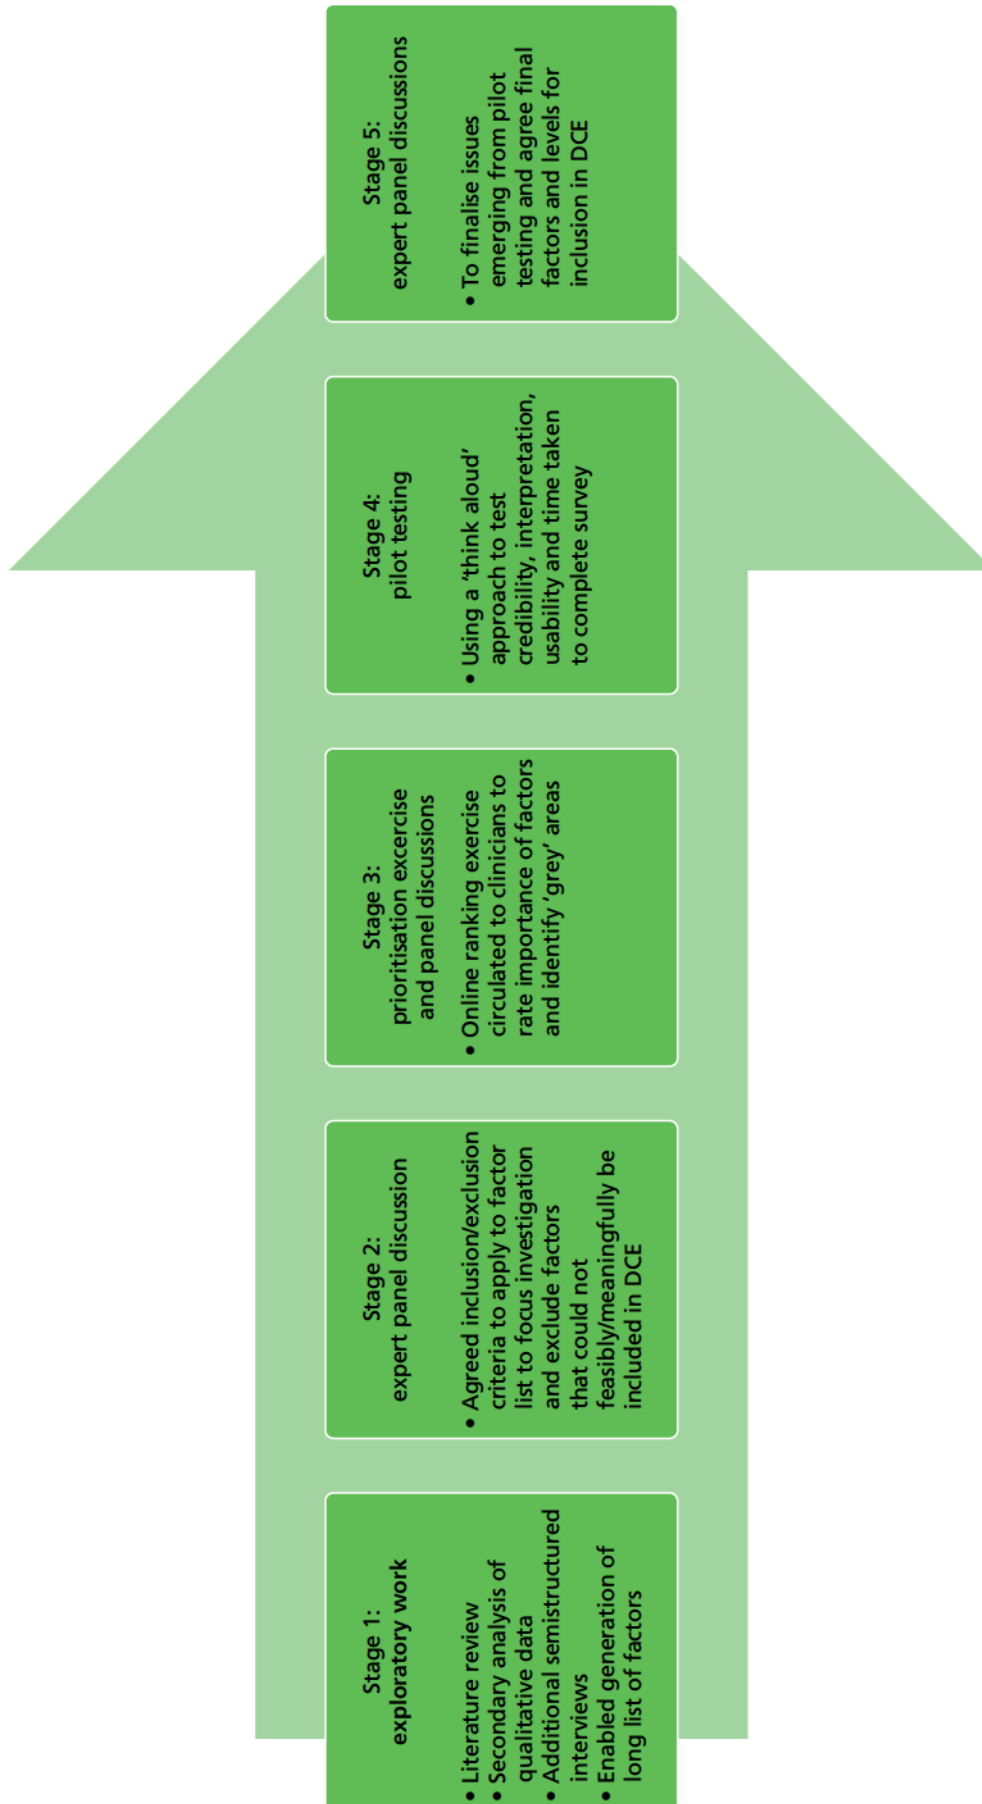 Stage 1:
exploratory work
• Literature review
• Secondary analysis of
qualitative data
• Additional semistructured
interviews
• Enabled generation of
long list of factors
Stage 2:
expert panel discussion
• Agreed inclusion/exclusion
criteria to apply to factor
list to focus investigation
and exclude factors
that could not
feasibly/meaningfully be
included in DCE
Stage 3:
prioritisation excercise
and panel discussions
• Online ranking exercise
circulated to clinicians to
rate importance of factors
and identify ‘grey’ areas
Stage 4:
pilot testing
• Using a ‘think aloud’
approach to test
credibility, interpretation,
usability and time taken
to complete survey
Stage 5:
expert panel discussions
• To finalise issues
emerging from pilot
testing and agree final
factors and levels for
inclusion in DCE